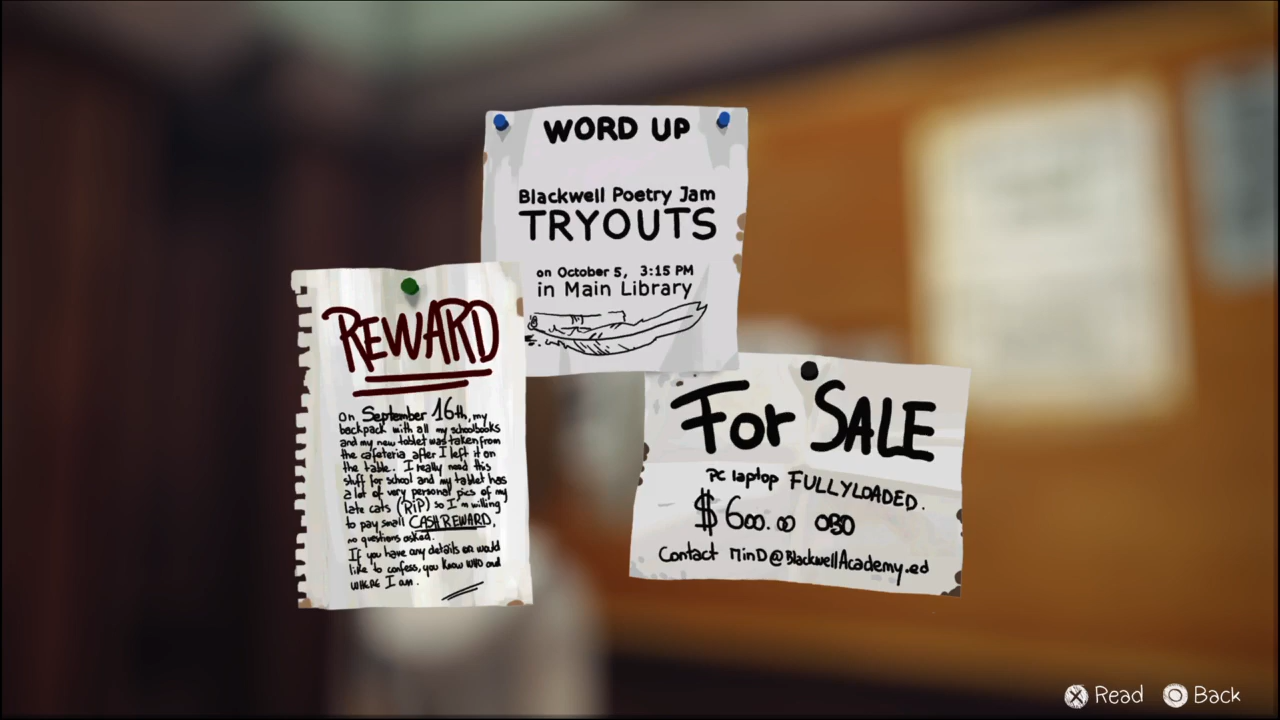 WORD UP
Blackwell Poetry Jam
TRYOUTS
on October 5, 3:15 PM
in Main Library
REWARD
On September 16th, my
backpack with all my schoolbooks
and my new tablet was taken from
the cafeteria after I left it on
the table. I really need this
stuff for school and my tablet has
a lot of very personal pics of my
late cats (RIP) so I'm willing
to pay small CASH REWARD,
no questions asked.
If you have any details or would
like to confess, you know WHO and
WHERE I am.
For SALE
PC laptop FULLYLOADED.
$600.00 OBO
Contact MinD@BlackwellAcademy.ed
Read
Back